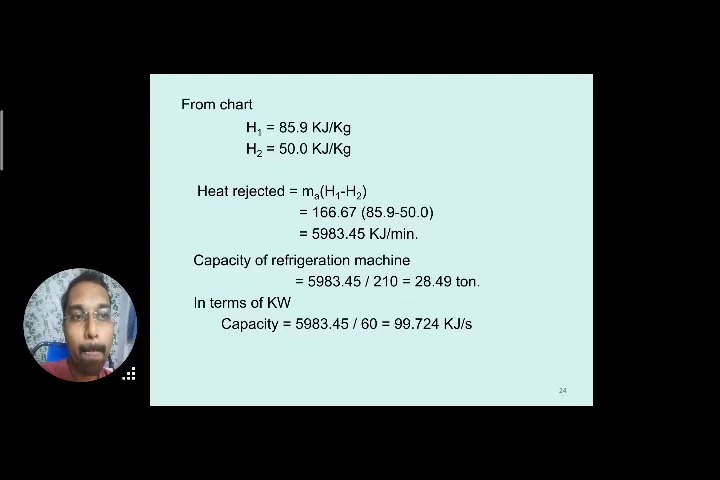 From chart
H₁ = 85.9 KJ/Kg
H₂ = 50.0 KJ/Kg
Heat rejected = mₐ(H₁-H₂)
= 166.67 (85.9-50.0)
= 5983.45 KJ/min.
Capacity of refrigeration machine
= 5983.45 / 210 = 28.49 ton.
In terms of KW
Capacity = 5983.45 / 60 = 99.724 KJ/s
24